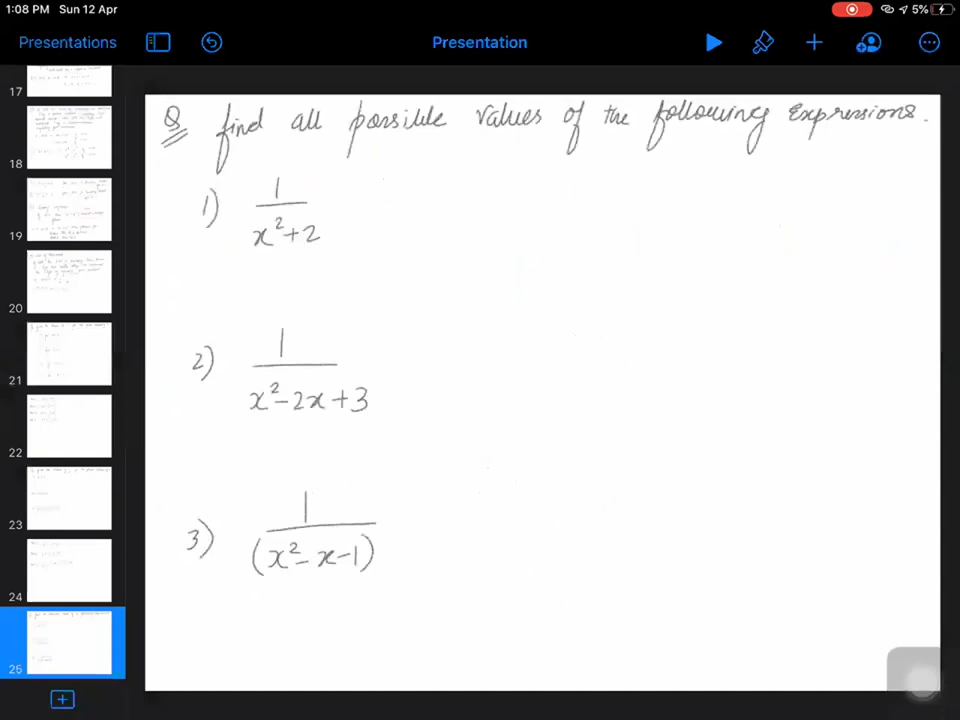 1:08 PM Sun 12 Apr
5%
Presentations
Presentation
17
18
19
20
21
22
23
24
25
Q find all possible values of the following Expressions.
1) 1/(x²+2)
2) 1/(x²-2x+3)
3) 1/(x²-x-1)